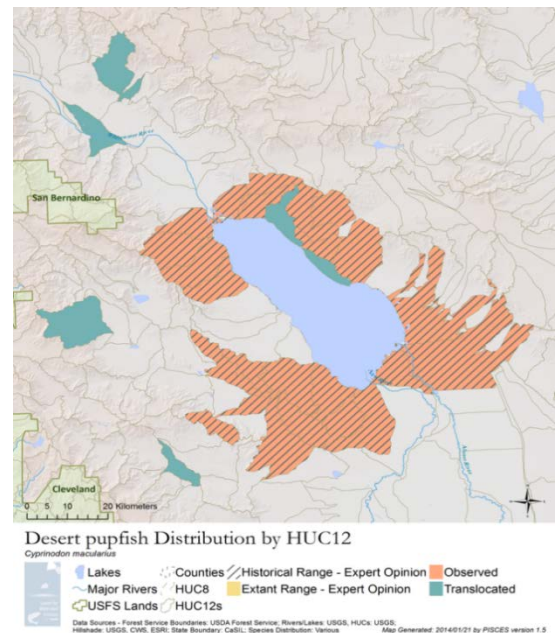 San Bernardino
Cleveland
0 5 10 20 Kilometers
Desert pupfish Distribution by HUC12
Cyprinodon macularius
Lakes Counties Historical Range - Expert Opinion Observed
Major Rivers HUC8 Extant Range - Expert Opinion Translocated
USFS Lands HUC12s
Data Sources - Forest Service Boundaries: USDA Forest Service; Rivers/Lakes: USGS, HUCs: USGS,
Hillshade: USGS, CWS, ESRI; State Boundary: CaSIL; Species Distribution: Various
Map Generated: 2014/01/21 by PISCES version 1.5